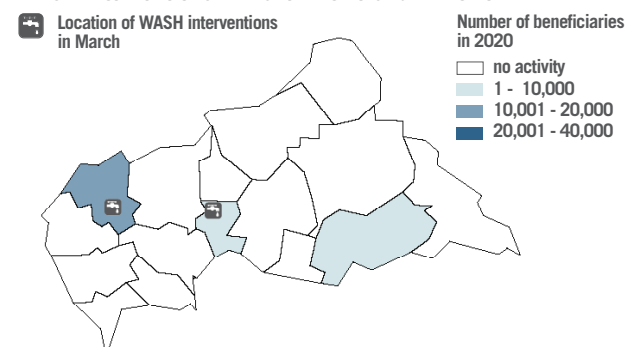 Location of WASH interventions
in March
Number of beneficiaries
in 2020
no activity
1 - 10,000
10,001 - 20,000
20,001 - 40,000